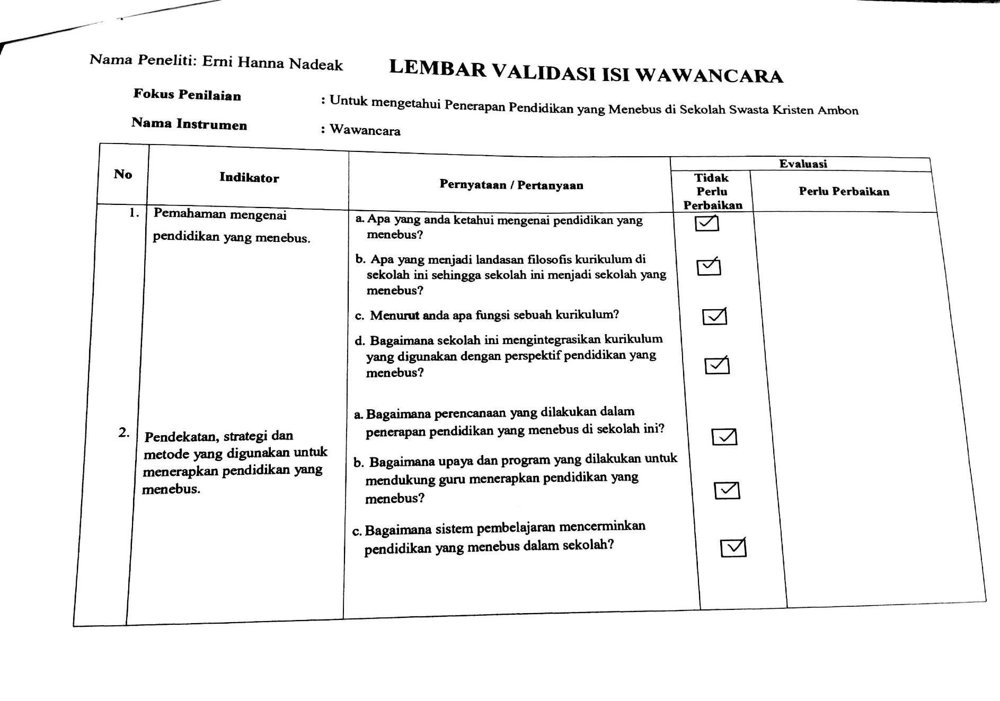 Nama Peneliti: Erni Hanna Nadeak
LEMBAR VALIDASI ISI WAWANCARA
Fokus Penilaian : Untuk mengetahui Penerapan Pendidikan yang Menebus di Sekolah Swasta Kristen Ambon
Nama Instrumen : Wawancara
No
Indikator
Pernyataan / Pertanyaan
Evaluasi
Tidak
Perlu
Perbaikan
Perlu Perbaikan
1.
Pemahaman mengenai
pendidikan yang menebus.
a. Apa yang anda ketahui mengenai pendidikan yang
menebus?
b. Apa yang menjadi landasan filosofis kurikulum di
sekolah ini sehingga sekolah ini menjadi sekolah yang
menebus?
c. Menurut anda apa fungsi sebuah kurikulum?
d. Bagaimana sekolah ini mengintegrasikan kurikulum
yang digunakan dengan perspektif pendidikan yang
menebus?
2.
Pendekatan, strategi dan
metode yang digunakan untuk
menerapkan pendidikan yang
menebus.
a. Bagaimana perencanaan yang dilakukan dalam
penerapan pendidikan yang menebus di sekolah ini?
b. Bagaimana upaya dan program yang dilakukan untuk
mendukung guru menerapkan pendidikan yang
menebus?
c. Bagaimana sistem pembelajaran mencerminkan
pendidikan yang menebus dalam sekolah?